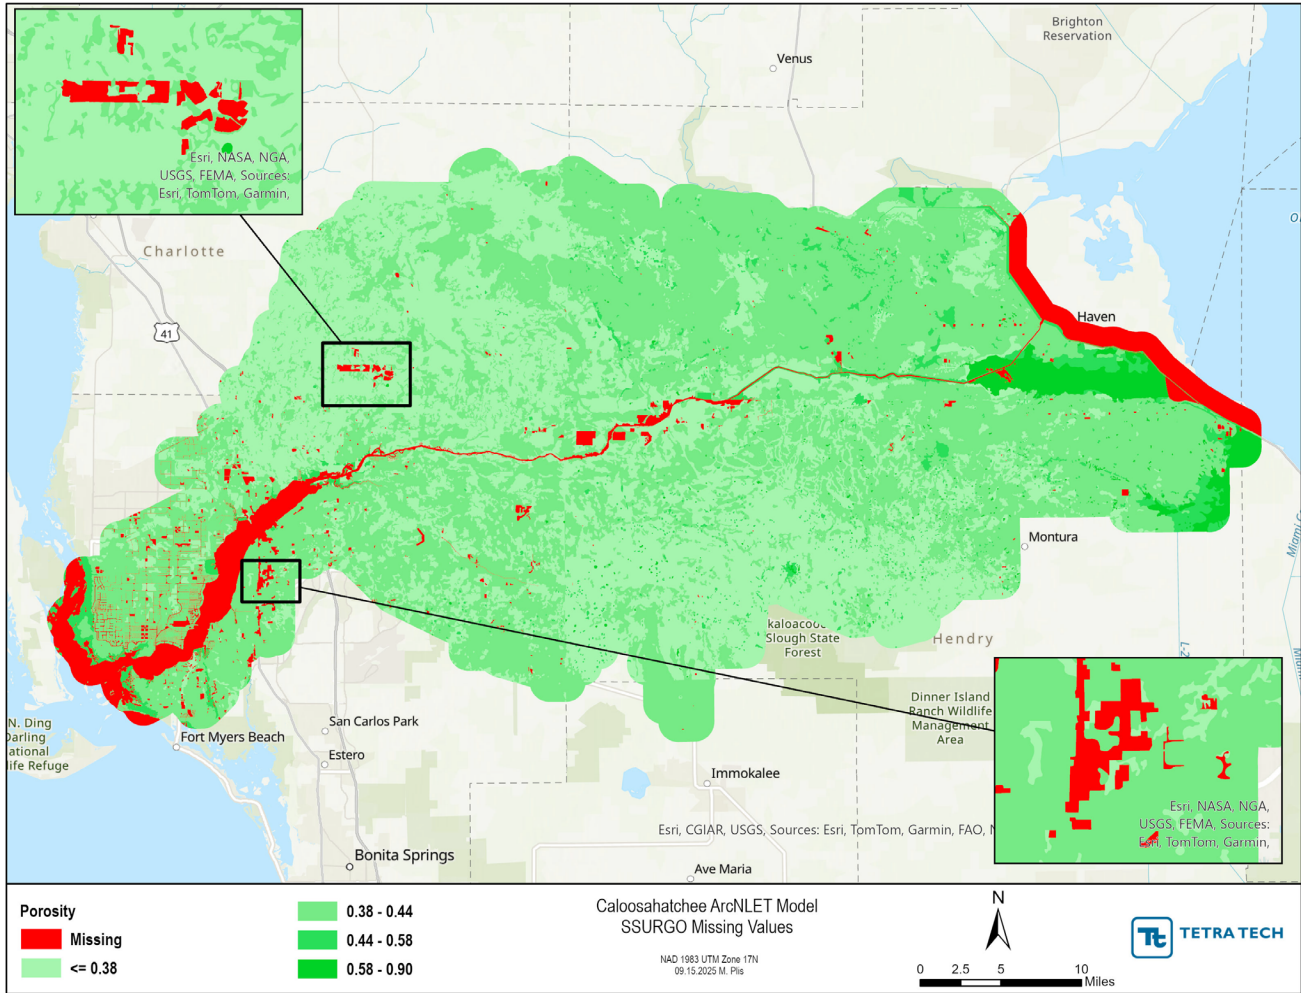 Brighton
Reservation
Venus
Esri, NASA, NGA,
USGS, FEMA, Sources:
Esri, TomTom, Garmin,
Charlotte
41
Haven
Montura
kaloacooc
Slough State
Forest
Hendry
Dinner Island
Ranch Wildlife
Management
Area
L-2
Miami C
N. Ding
Darling
ational
life Refuge
Fort Myers Beach
San Carlos Park
Estero
Immokalee
Bonita Springs
Ave Maria
Esri, CGIAR, USGS, Sources: Esri, TomTom, Garmin, FAO, N
Esri, NASA, NGA,
USGS, FEMA, Sources:
Esri, TomTom, Garmin,
Porosity
Missing
<= 0.38
0.38 - 0.44
0.44 - 0.58
0.58 - 0.90
Caloosahatchee ArcNLET Model
SSURGO Missing Values
NAD 1983 UTM Zone 17N
09.15.2025 M. Plis
N
0 2.5 5 10
Miles
Tt TETRA TECH